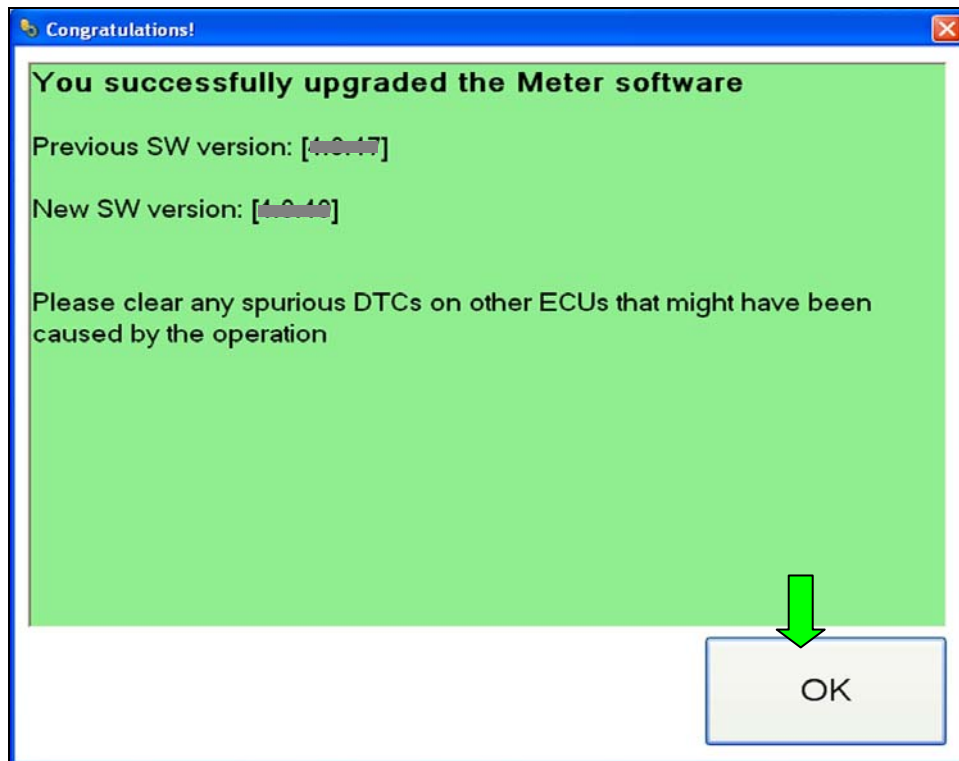 Congratulations!
You successfully upgraded the Meter software
Previous SW version: [
]
New SW version: [
]
Please clear any spurious DTCs on other ECUs that might have been
caused by the operation
OK